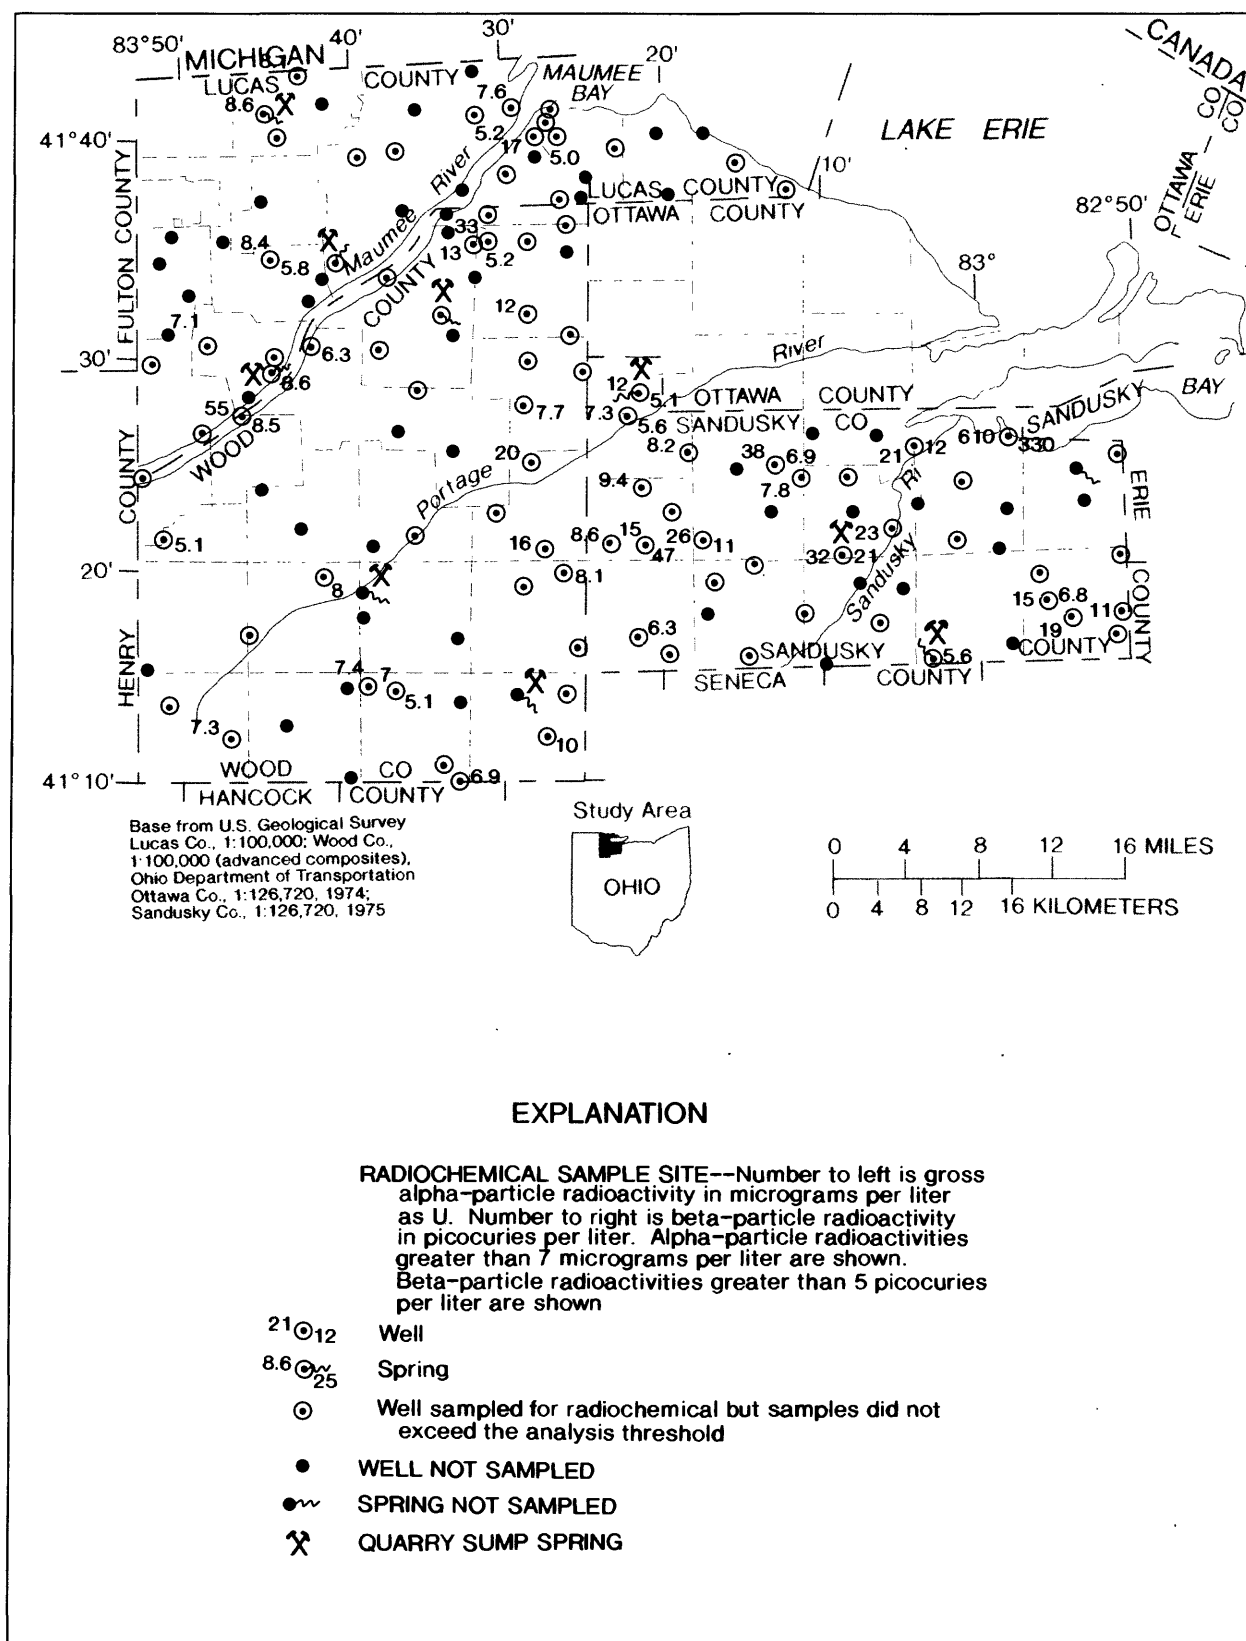 83°50'
40'
30'
20'
MICHIGAN
8.1
LUCAS
COUNTY
MAUMEE
BAY
CANADA
CO
CO
OTTAWA
ERIE
8.6
7.6
5.2
17
5.0
LAKE ERIE
41°40'
10'
82°50'
FULTON COUNTY
River
Maumee
LUCAS COUNTY
OTTAWA COUNTY
33
8.4
5.8
13
5.2
83°
COUNTY
12
7.1
6.3
River
30'
8.6
12
5.1
OTTAWA COUNTY
SANDUSKY CO
SANDUSKY BAY
55
8.5
7.7
7.3
5.6
WOOD
8.2
38
6.9
21
12
610
330
20
9.4
7.8
Ri
COUNTY
Portage
ERIE
5.1
16
8.6
15
47
26
11
23
32
21
Sandusky
20'
8
8.1
COUNTY
15
6.8
11
19
6.3
SANDUSKY
COUNTY
5.6
SENECA
COUNTY
HENRY
7.4
7
5.1
7.3
10
41°10'
WOOD CO
6.9
HANCOCK COUNTY
Base from U.S. Geological Survey
Lucas Co., 1:100,000; Wood Co.,
1:100,000 (advanced composites),
Ohio Department of Transportation
Ottawa Co., 1:126,720, 1974;
Sandusky Co., 1:126,720, 1975
Study Area
OHIO
0 4 8 12 16 MILES
0 4 8 12 16 KILOMETERS
EXPLANATION
RADIOCHEMICAL SAMPLE SITE--Number to left is gross
alpha-particle radioactivity in micrograms per liter
as U. Number to right is beta-particle radioactivity
in picocuries per liter. Alpha-particle radioactivities
greater than 7 micrograms per liter are shown.
Beta-particle radioactivities greater than 5 picocuries
per liter are shown
21 12 Well
8.6 25 Spring
Well sampled for radiochemical but samples did not
exceed the analysis threshold
WELL NOT SAMPLED
SPRING NOT SAMPLED
QUARRY SUMP SPRING